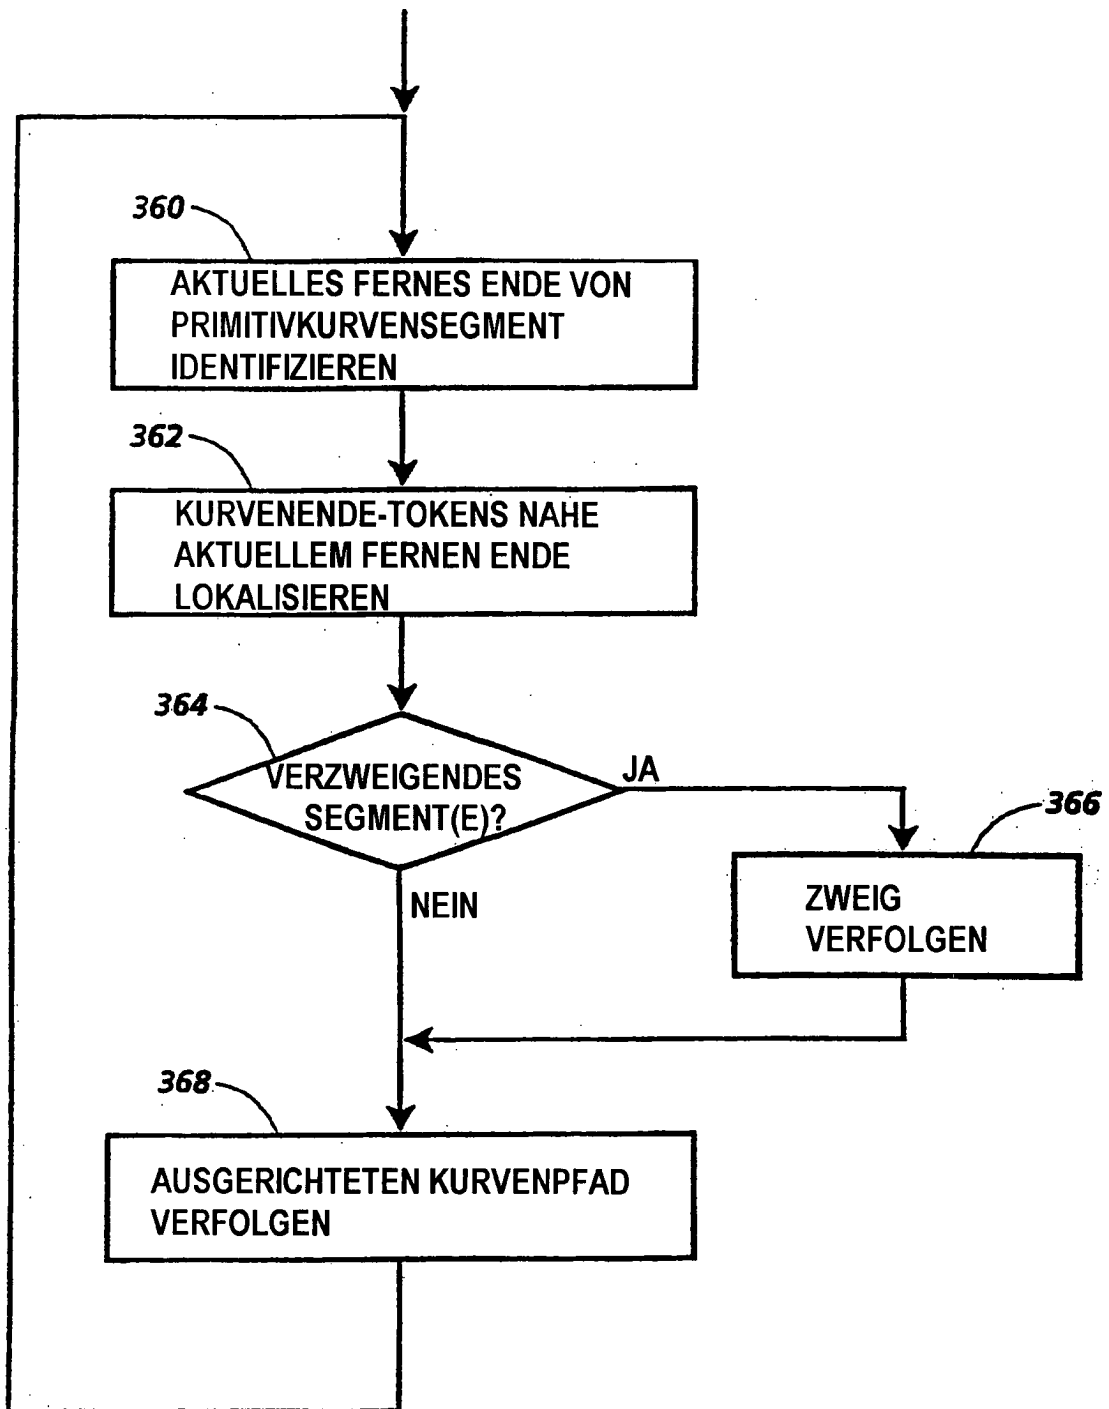 360
AKTUELLES FERNES ENDE VON
PRIMITIVKURVENSEGMENT
IDENTIFIZIEREN
362
KURVENENDE-TOKENS NAHE
AKTUELLEM FERNEN ENDE
LOKALISIEREN
364
VERZWEIGENDES
SEGMENT(E)?
JA
366
ZWEIG
VERFOLGEN
NEIN
368
AUSGERICHTETEN KURVENPFAD
VERFOLGEN